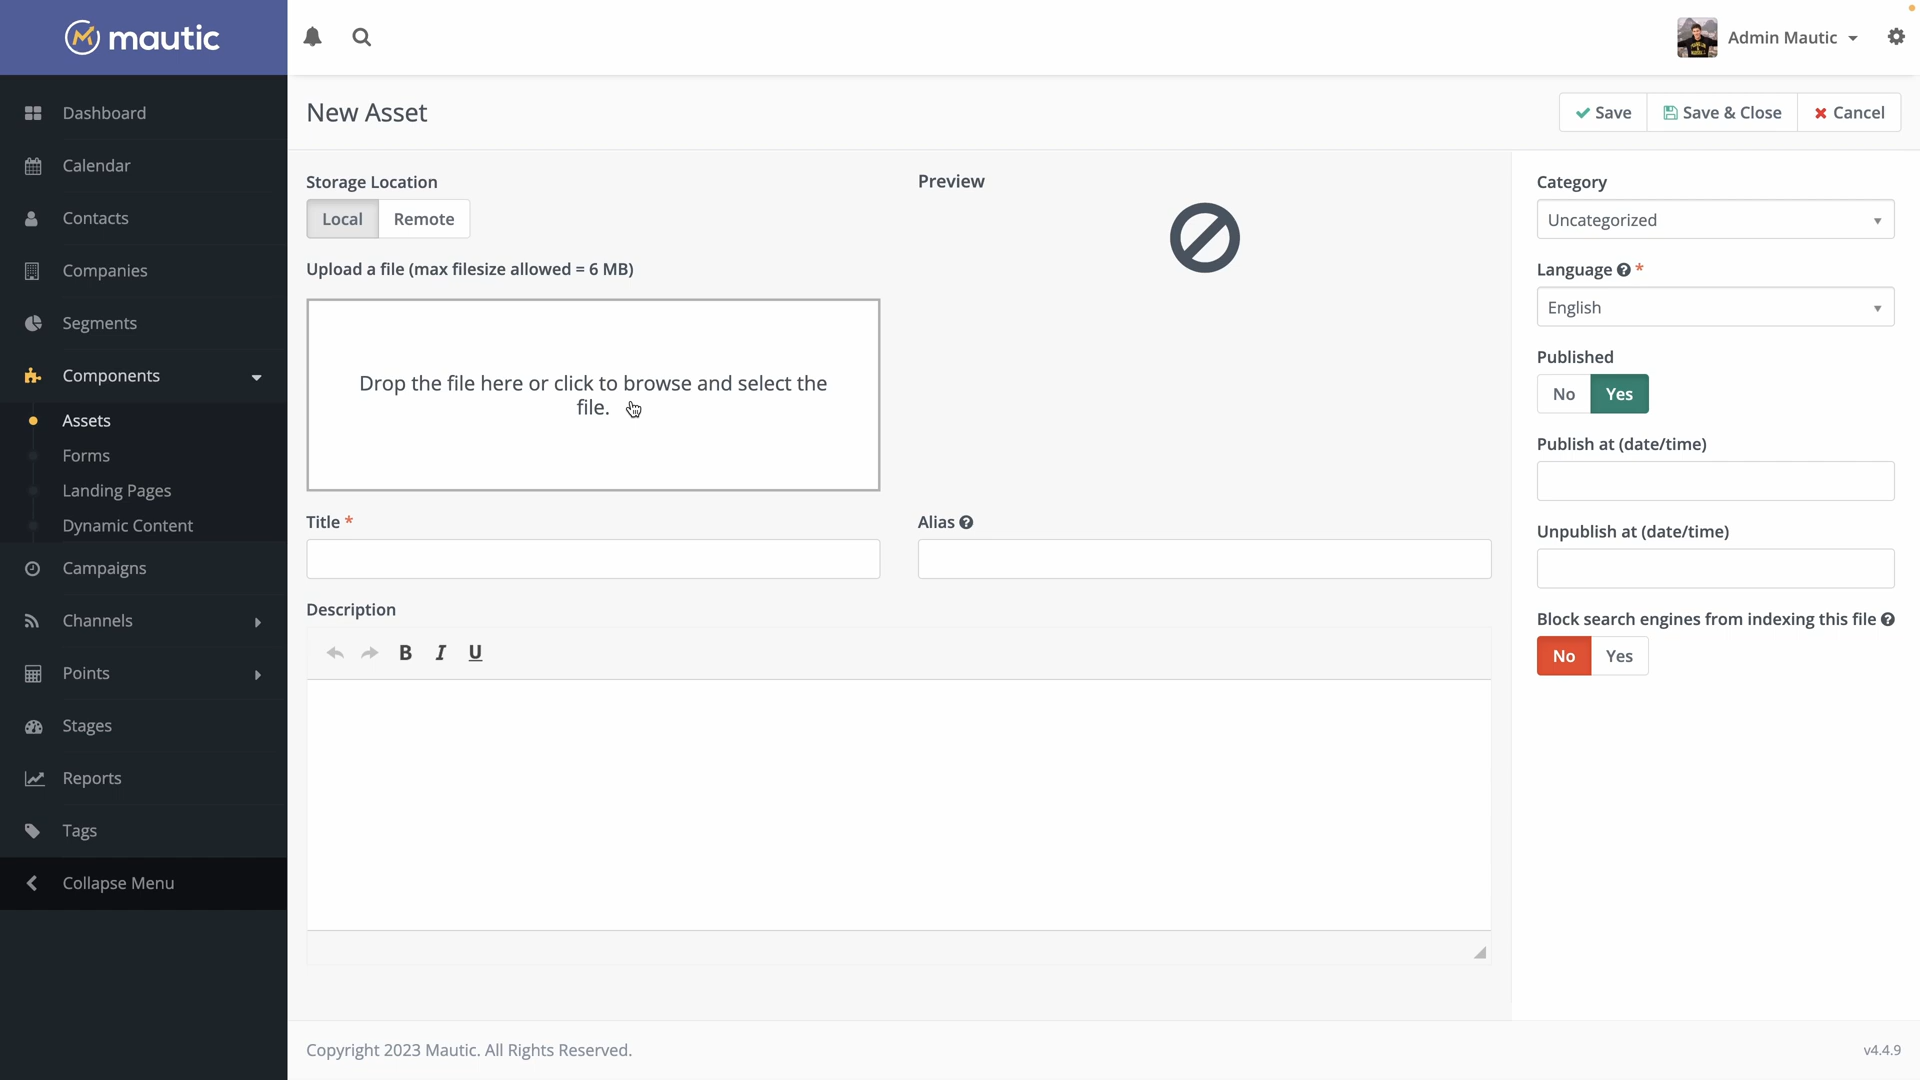 mautic
Admin Mautic
Dashboard
Calendar
Contacts
Companies
Segments
Components
Assets
Forms
Landing Pages
Dynamic Content
Campaigns
Channels
Points
Stages
Reports
Tags
Collapse Menu
New Asset
Save
Save & Close
Cancel
Storage Location
Local
Remote
Upload a file (max filesize allowed = 6 MB)
Drop the file here or click to browse and select the
file.
Preview
Title *
Alias
Description
B I U
Category
Uncategorized
Language *
English
Published
No
Yes
Publish at (date/time)
Unpublish at (date/time)
Block search engines from indexing this file
No
Yes
Copyright 2023 Mautic. All Rights Reserved.
v4.4.9